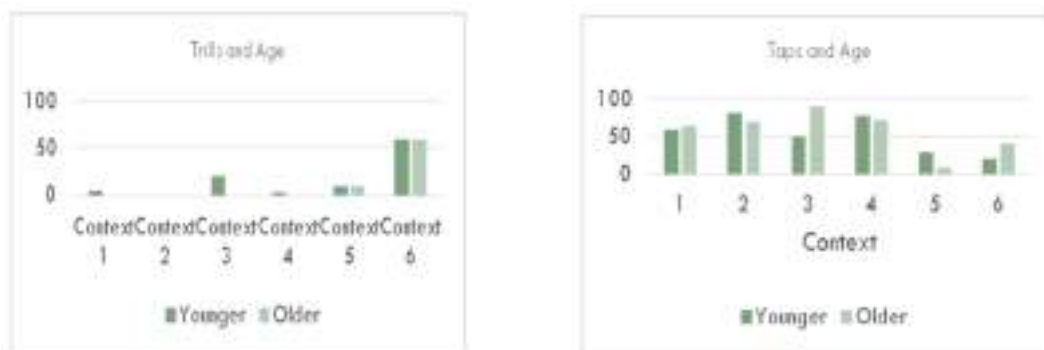 Trills and Age
100
50
0
Context Context Context Context Context Context
1 2 3 4 5 6
Younger Older
Taps and Age
100
50
0
1 2 3 4 5 6
Context
Younger Older